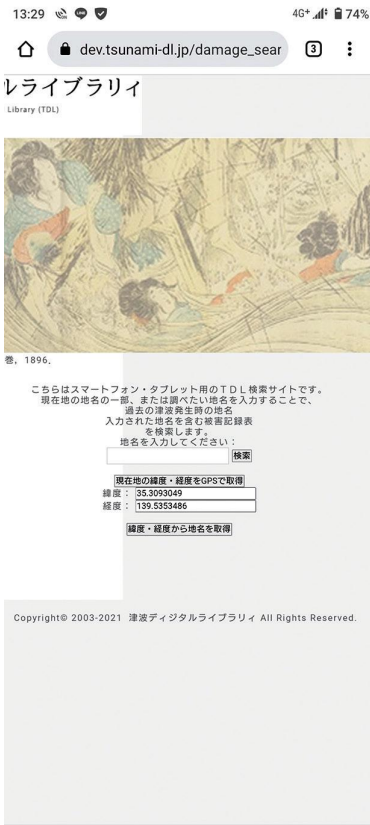 13:29
4G+ 74%
dev.tsunami-dl.jp/damage_sear
3
ルライブラリィ
Library (TDL)
巻, 1896.
こちらはスマートフォン・タブレット用のTDL検索サイトです。
現在地の地名の一部、または調べたい地名を入力することで、
過去の津波発生時の地名
入力された地名を含む被害記録表
を検索します。
地名を入力してください:
検索
現在地の緯度・経度をGPSで取得
緯度: 35.3093049
経度: 139.5353486
緯度・経度から地名を取得
Copyright© 2003-2021 津波ディジタルライブラリィ All Rights Reserved.